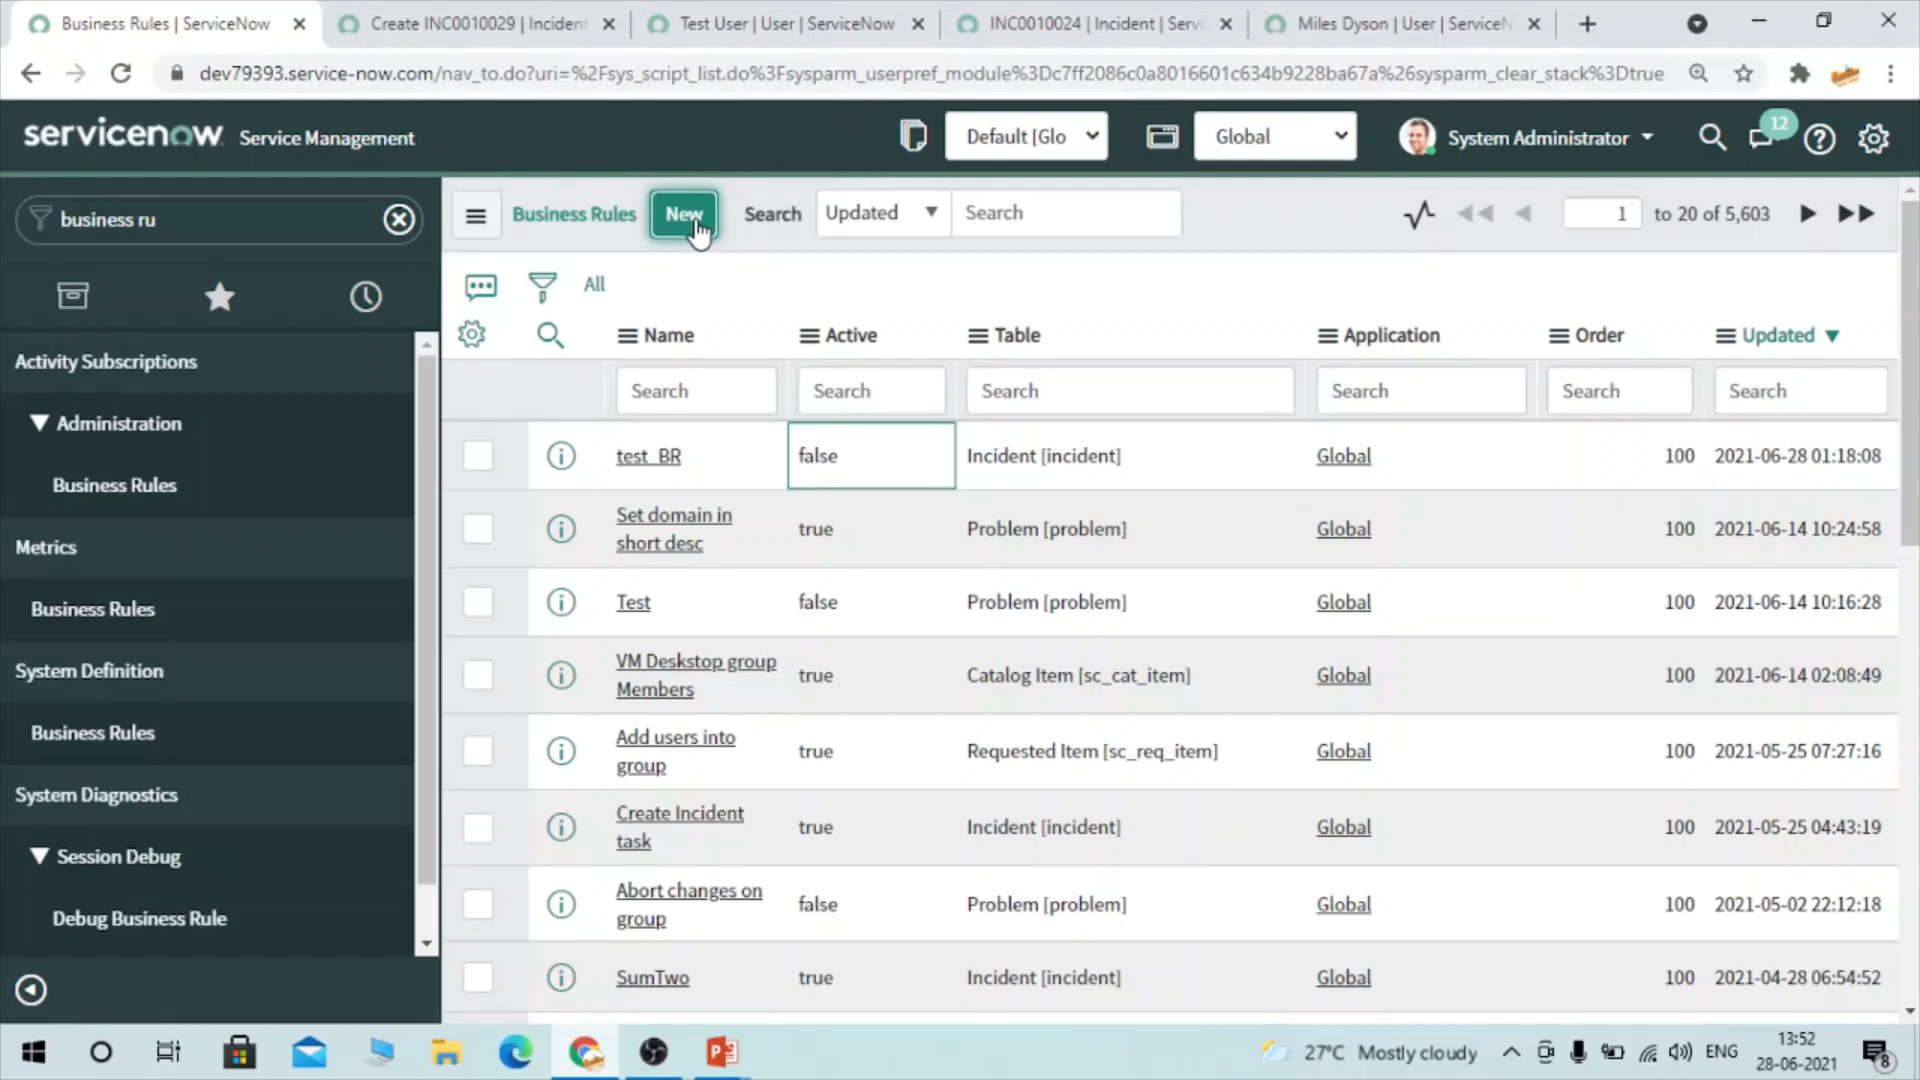 Business Rules | ServiceNow
Create INC0010029 | Incident
Test User | User | ServiceNow
INC0010024 | Incident | Serv
Miles Dyson | User | ServiceN
dev79393.service-now.com/nav_to.do?uri=%2Fsys_script_list.do%3Fsysparm_userpref_module%3Dc7ff2086c0a8016601c634b9228ba67a%26sysparm_clear_stack%3Dtrue
servicenow Service Management
Default [Glo
Global
System Administrator
12
business ru
Business Rules
New
Search
Updated
Search
1
to 20 of 5,603
All
Name
Active
Table
Application
Order
Updated
Search
Search
Search
Search
Search
Search
Activity Subscriptions
Administration
Business Rules
Metrics
Business Rules
System Definition
Business Rules
System Diagnostics
Session Debug
Debug Business Rule
test_BR false Incident [incident] Global 100 2021-06-28 01:18:08
Set domain in
short desc
true Problem [problem] Global 100 2021-06-14 10:24:58
Test false Problem [problem] Global 100 2021-06-14 10:16:28
VM Deskstop group
Members
true Catalog Item [sc_cat_item] Global 100 2021-06-14 02:08:49
Add users into
group
true Requested Item [sc_req_item] Global 100 2021-05-25 07:27:16
Create Incident
task
true Incident [incident] Global 100 2021-05-25 04:43:19
Abort changes on
group
false Problem [problem] Global 100 2021-05-02 22:12:18
SumTwo true Incident [incident] Global 100 2021-04-28 06:54:52
27°C Mostly cloudy
ENG
13:52
28-06-2021
8